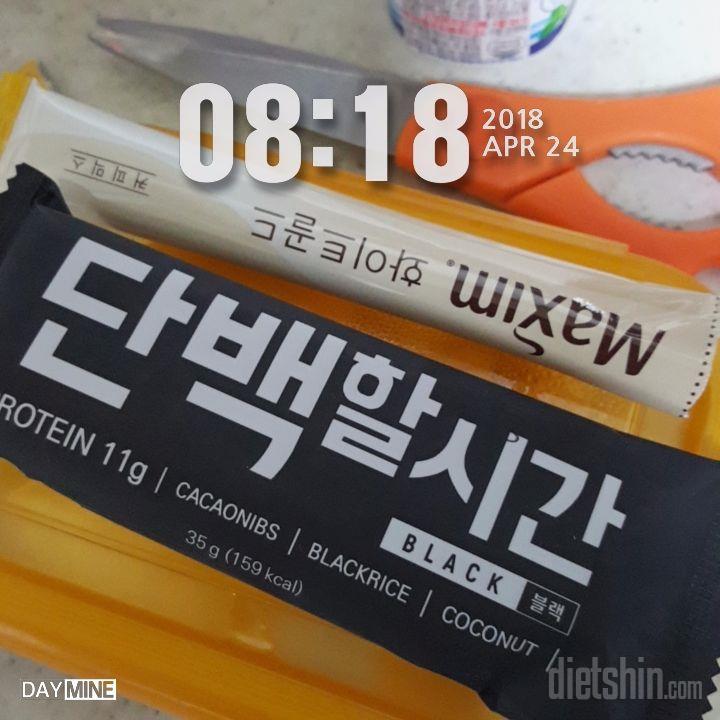 08:18
2018
APR 24
커피믹스
화이트골드
Maxim
단백할시간
PROTEIN 11g | CACAONIBS | BLACKRICE | COCONUT /
BLACK 블랙
35g (159 kcal)
DAYMINE
dietshin.com